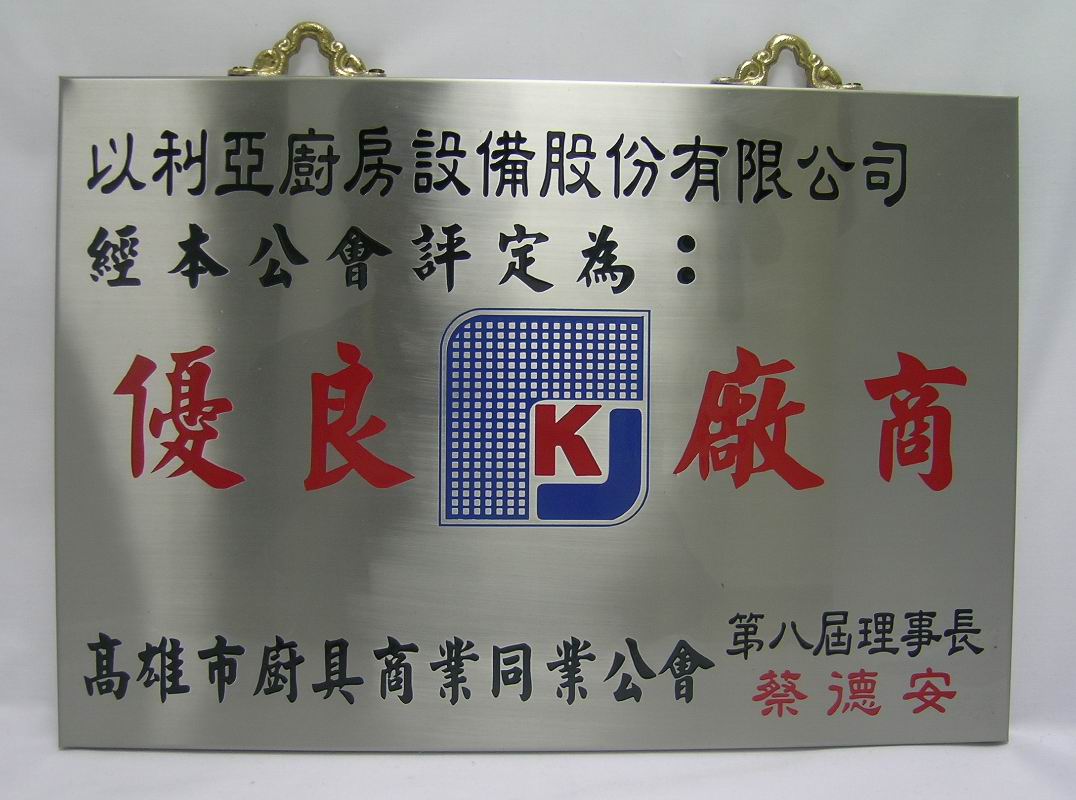 以利亞廚房設備股份有限公司
經本公會評定為：
優良 KJ 廠商
高雄市廚具商業同業公會
第八屆理事長
蔡德安